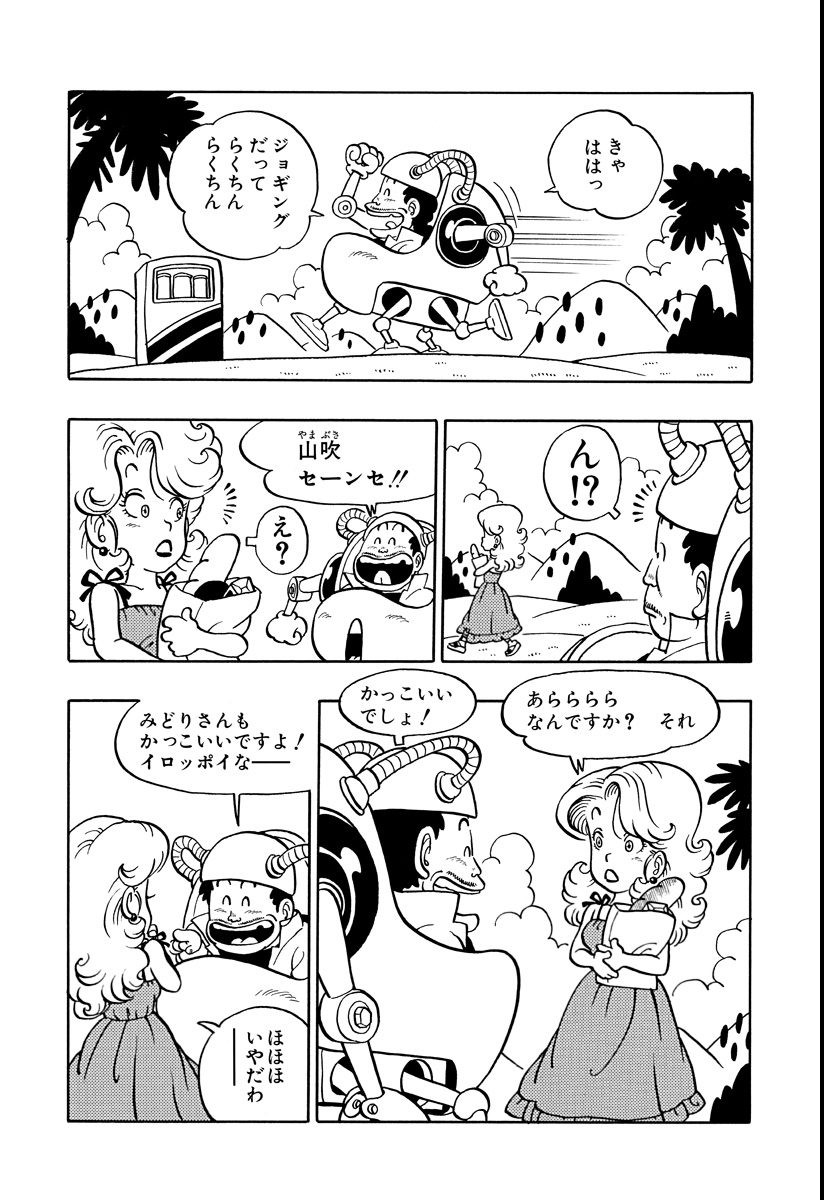 きゃ
ははっ
ジョギング
だって
らくちん
らくちん
ん!?
山吹
やまぶき
セーンセ!!
え?
あらららら
なんですか? それ
かっこいい
でしょ!
みどりさんも
かっこいいですよ!
イロッポイな──
ほほほ
いやだわ
──